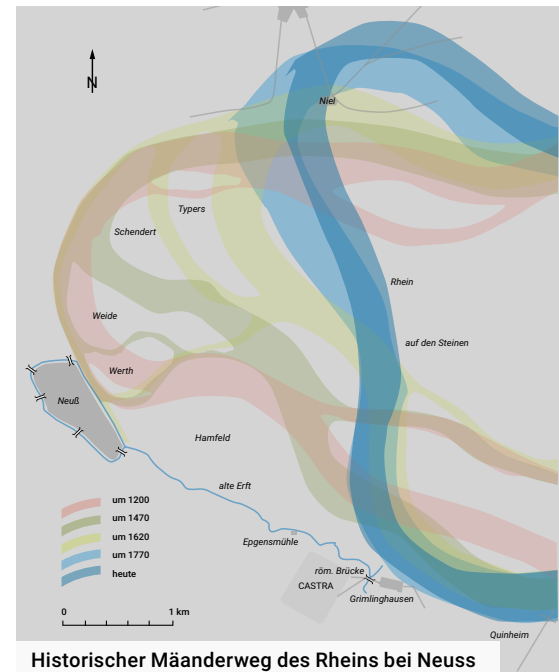 N
Niel
Typers
Schendert
Rhein
Weide
auf den Steinen
Werth
Neuß
Hamfeld
alte Erft
um 1200
um 1470
um 1620
um 1770
heute
Epgensmühle
röm. Brücke
CASTRA
Grimlinghausen
0 1 km
Quinheim
Historischer Mäanderweg des Rheins bei Neuss